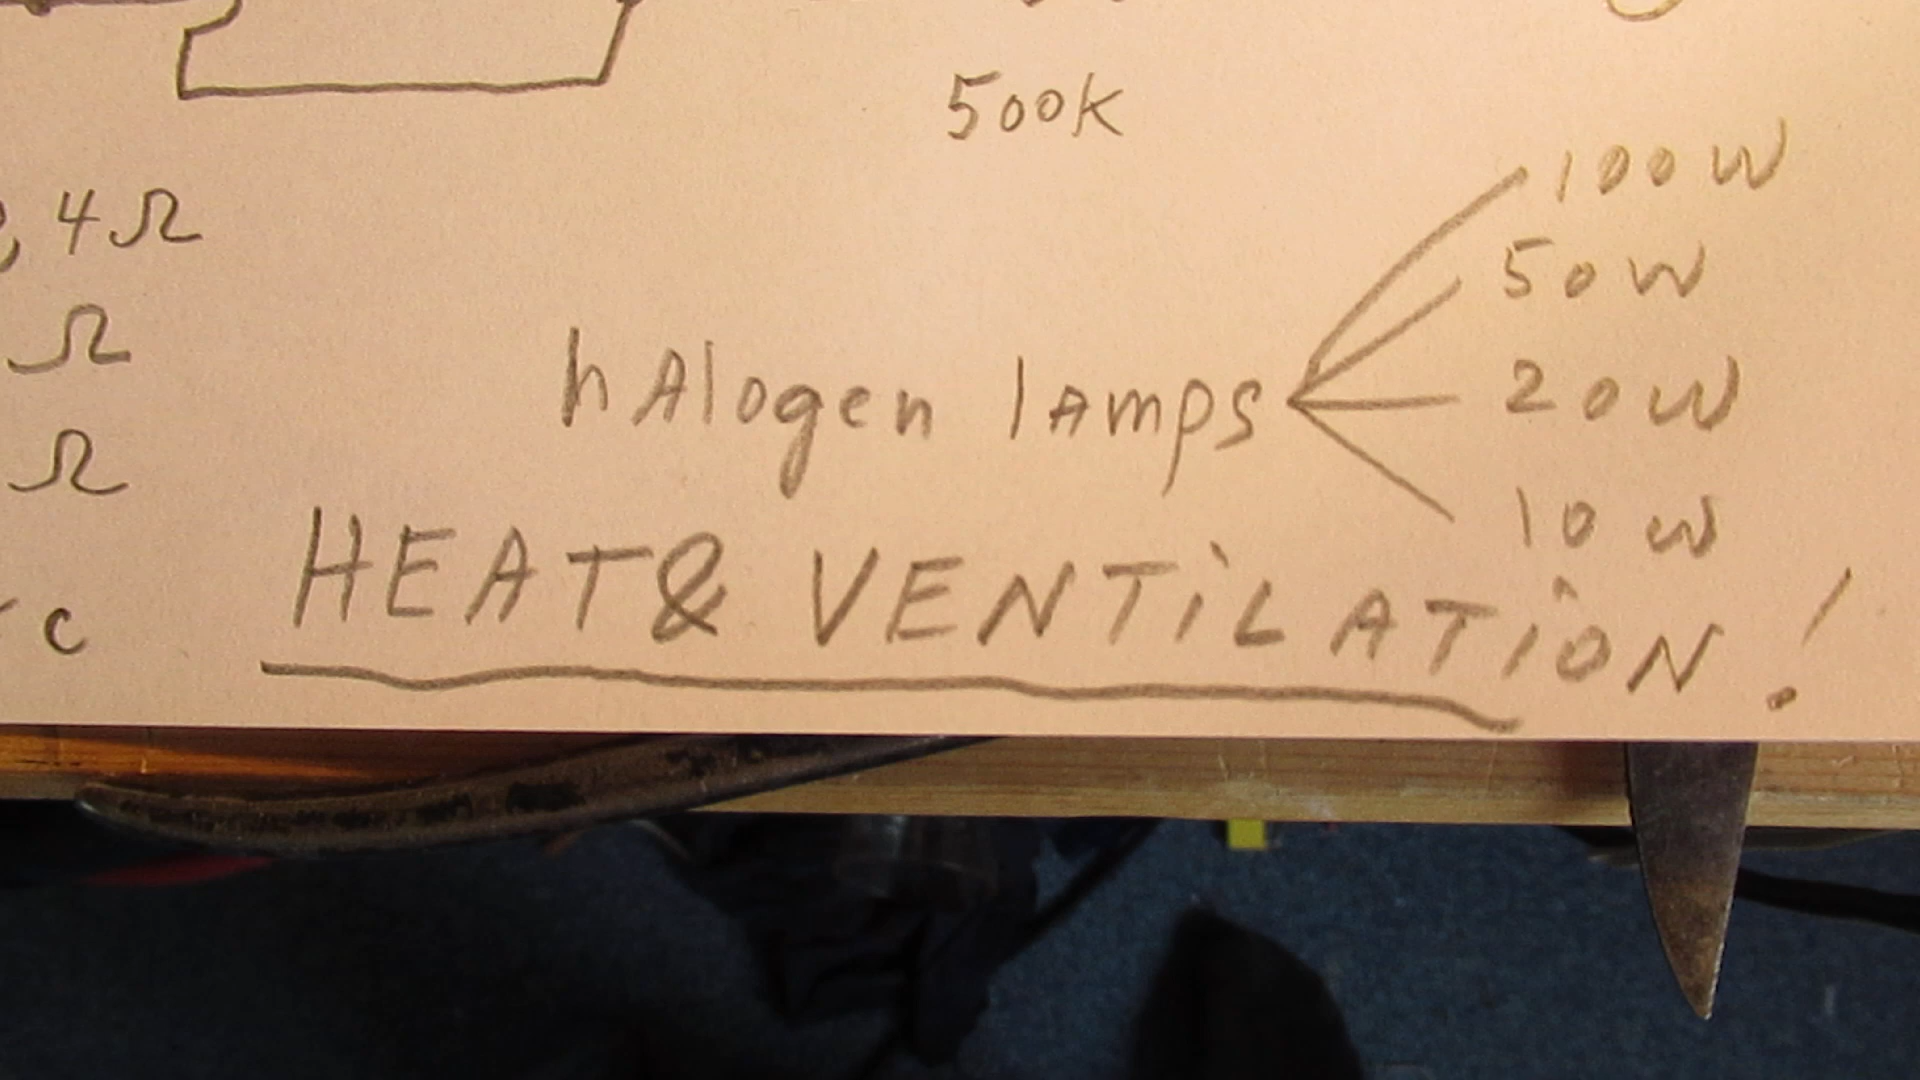 500k
, 4Ω
Ω
Ω
c
hAlogen lAmps
100W
50W
20W
10W
HEAT& VENTiLATiON!